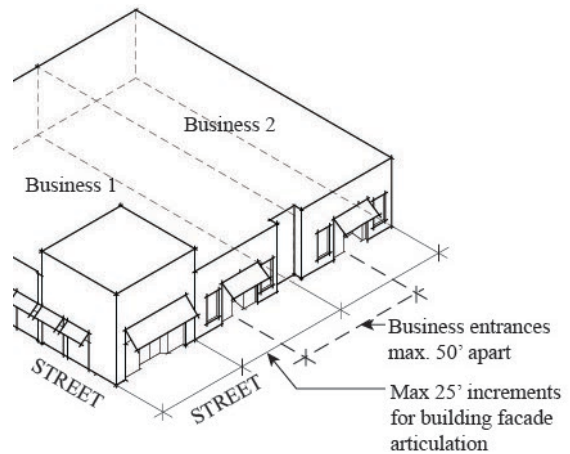 Business 2
Business 1
STREET
STREET
Business entrances
max. 50' apart
Max 25' increments
for building facade
articulation